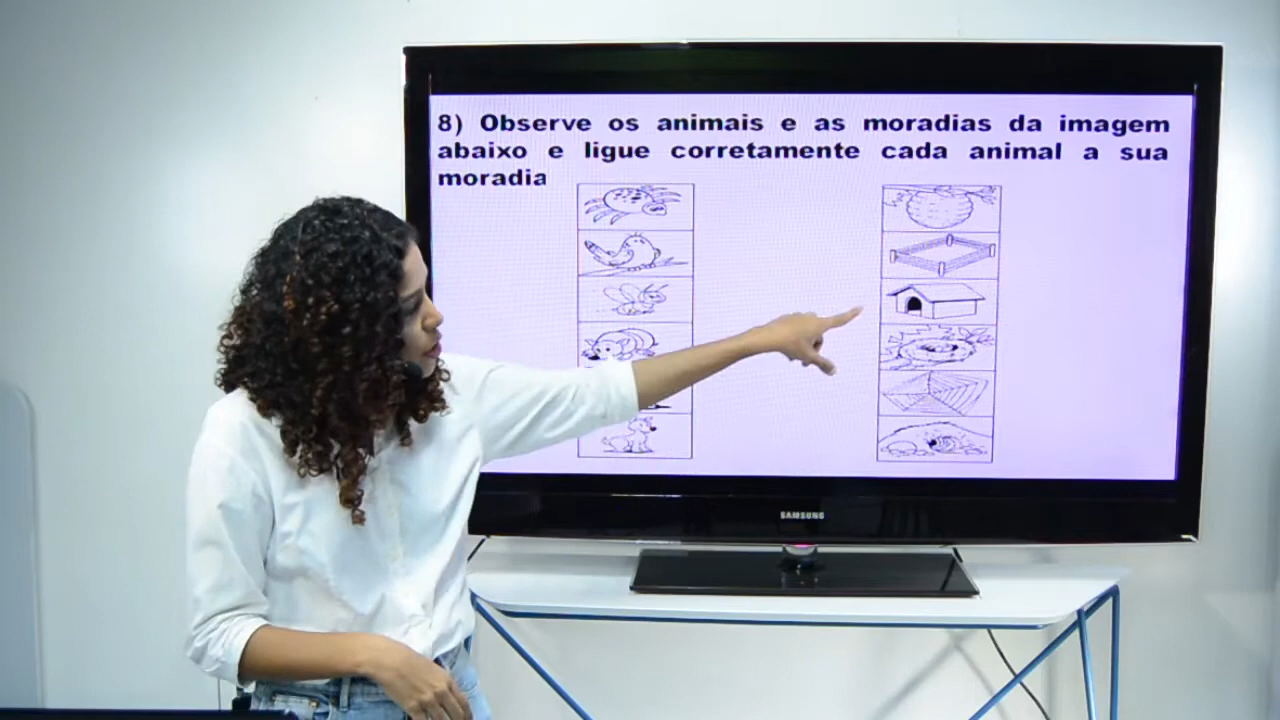 8) Observe os animais e as moradias da imagem
abaixo e ligue corretamente cada animal a sua
moradia
SAMSUNG